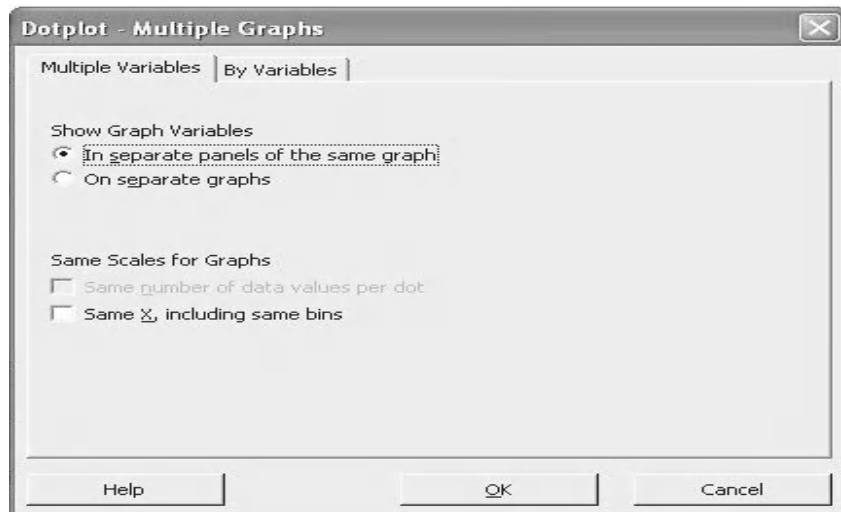 Dotplot - Multiple Graphs
Multiple Variables By Variables
Show Graph Variables
In separate panels of the same graph
On separate graphs
Same Scales for Graphs
Same number of data values per dot
Same X, including same bins
Help OK Cancel